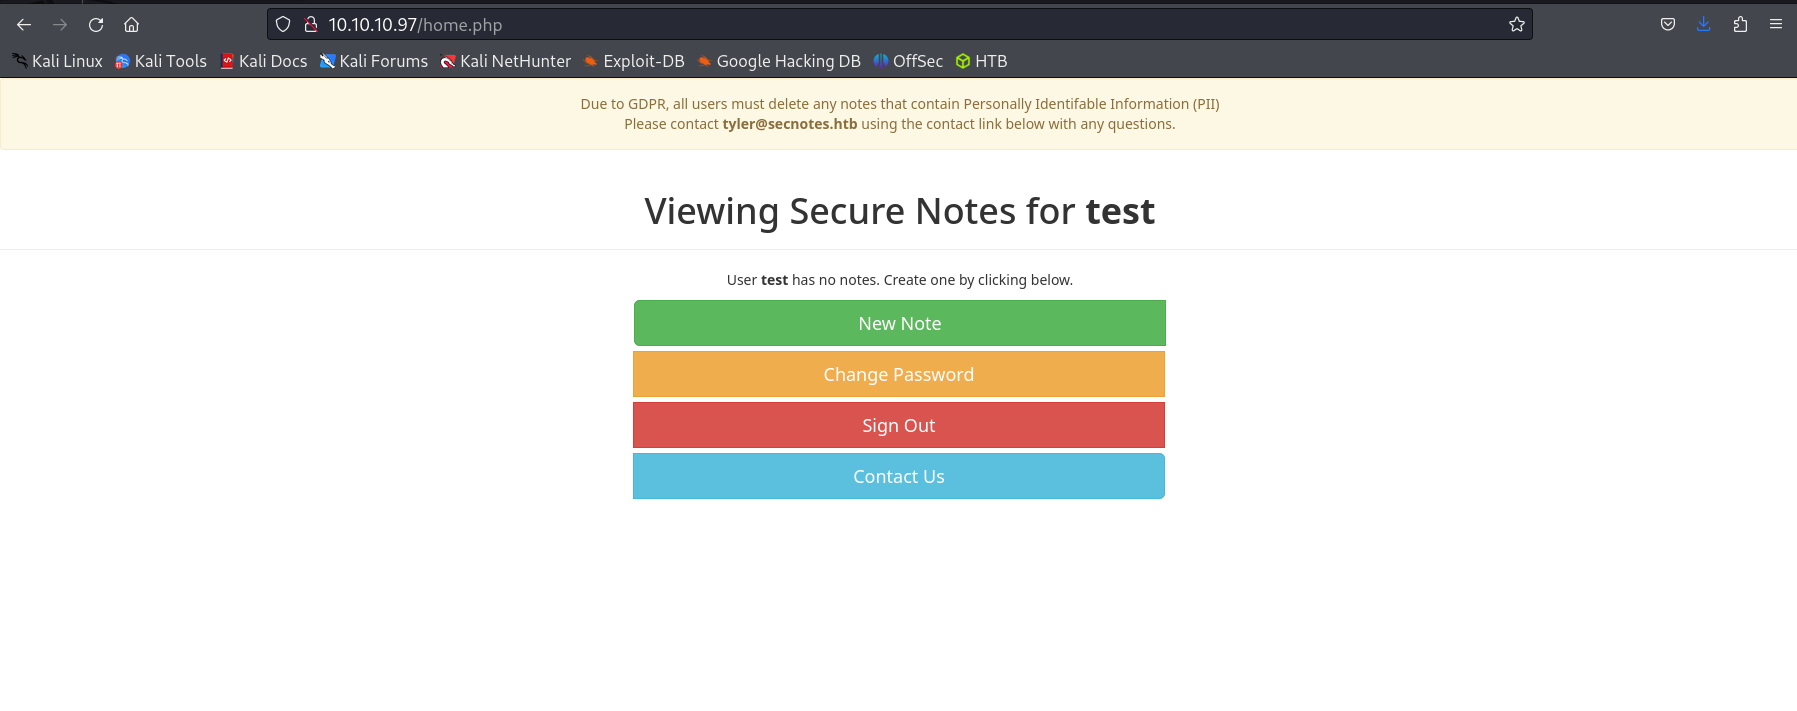 10.10.10.97/home.php
Kali Linux Kali Tools Kali Docs Kali Forums Kali NetHunter Exploit-DB Google Hacking DB OffSec HTB
Due to GDPR, all users must delete any notes that contain Personally Identifable Information (PII)
Please contact tyler@secnotes.htb using the contact link below with any questions.
Viewing Secure Notes for test
User test has no notes. Create one by clicking below.
New Note
Change Password
Sign Out
Contact Us